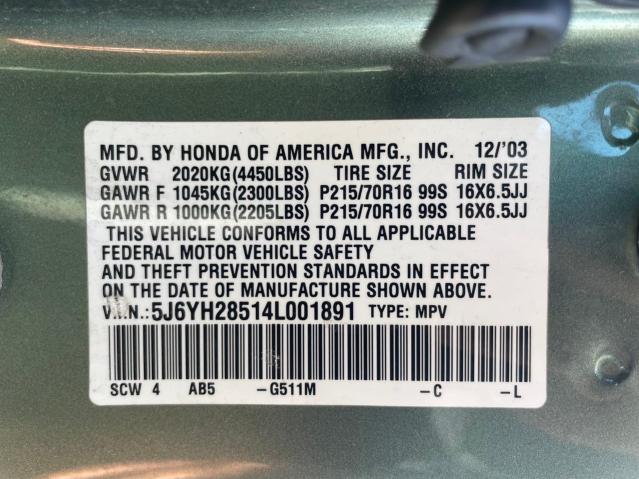 MFD. BY HONDA OF AMERICA MFG., INC. 12/'03
GVWR 2020KG(4450LBS) TIRE SIZE RIM SIZE
GAWR F 1045KG(2300LBS) P215/70R16 99S 16X6.5JJ
GAWR R 1000KG(2205LBS) P215/70R16 99S 16X6.5JJ
THIS VEHICLE CONFORMS TO ALL APPLICABLE
FEDERAL MOTOR VEHICLE SAFETY
AND THEFT PREVENTION STANDARDS IN EFFECT
ON THE DATE OF MANUFACTURE SHOWN ABOVE.
V.I.N.:5J6YH28514L001891 TYPE: MPV
SCW 4 AB5 –G511M –C –L